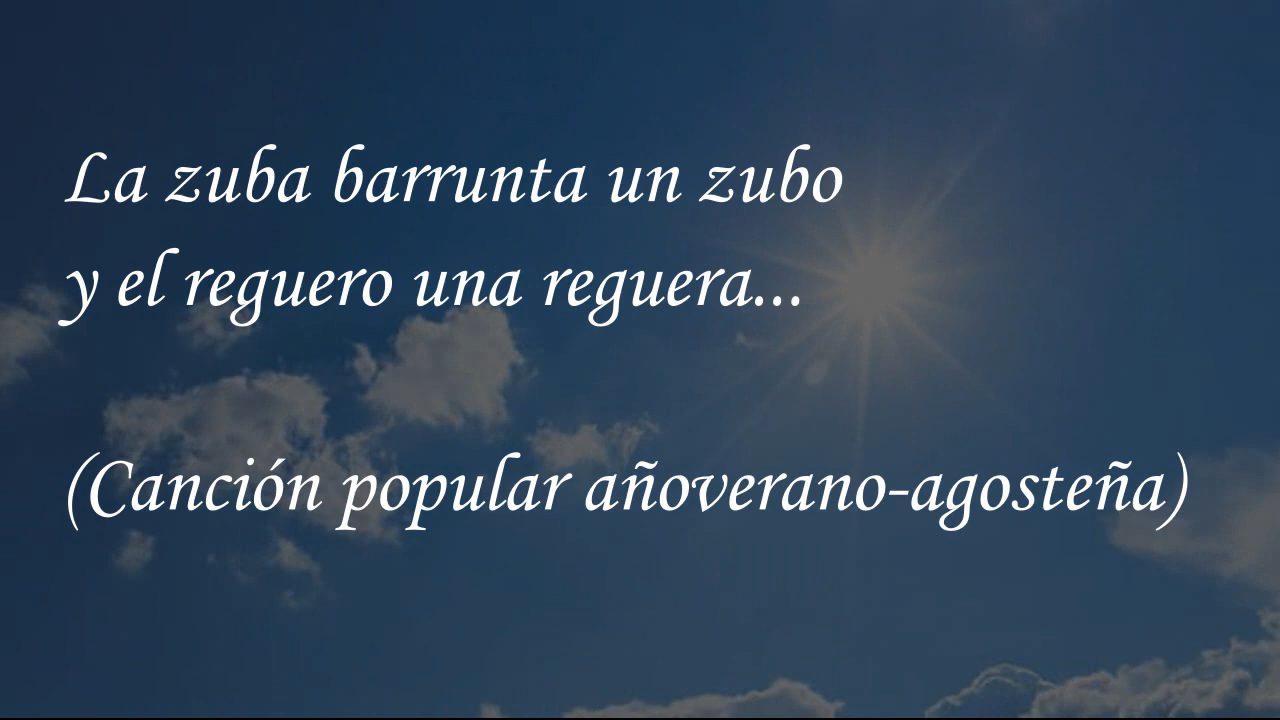 La zuba barrunta un zubo
y el reguero una reguera...
(Canción popular añoverano-agosteña)